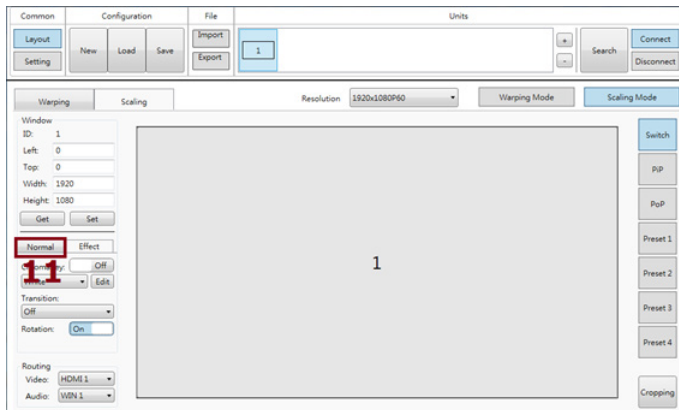 Common Configuration File Units
Layout New Load Save Import 1 + Search Connect
Setting Export - Disconnect
Warping Scaling Resolution 1920x1080P60 Warping Mode Scaling Mode
Window
ID: 1
Left: 0
Top: 0
Width: 1920
Height: 1080
Get Set
Normal Effect
11
Off
Edit
Transition:
Off
Rotation: On
Routing
Video: HDMI 1
Audio: WIN 1
1
Switch
PiP
PoP
Preset 1
Preset 2
Preset 3
Preset 4
Cropping